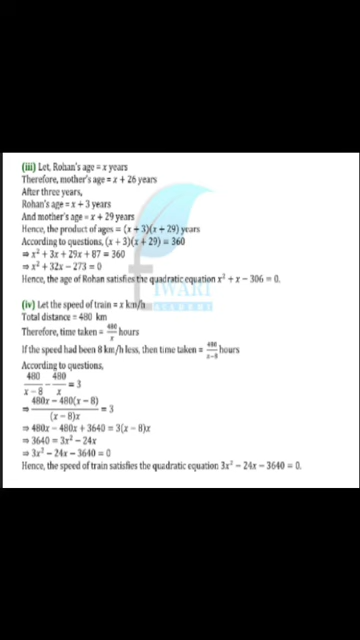 (iii) Let, Rohan's age = x years
Therefore, mother's age = x + 26 years
After three years,
Rohan's age = x + 3 years
And mother's age = x + 29 years
Hence, the product of ages = (x + 3)(x + 29) years
According to questions, (x + 3)(x + 29) = 360
⇒ x² + 3x + 29x + 87 = 360
⇒ x² + 32x − 273 = 0
Hence, the age of Rohan satisfies the quadratic equation x² + x − 306 = 0.
TIWARI
ACADEMY
(iv) Let the speed of train = x km/h
Total distance = 480 km
Therefore, time taken = 480/x hours
If the speed had been 8 km/h less, then time taken = 480/(x−8) hours
According to questions,
480/(x − 8) − 480/x = 3
⇒ (480x − 480(x − 8))/((x − 8)x) = 3
⇒ 480x − 480x + 3640 = 3(x − 8)x
⇒ 3640 = 3x² − 24x
⇒ 3x² − 24x − 3640 = 0
Hence, the speed of train satisfies the quadratic equation 3x² − 24x − 3640 = 0.